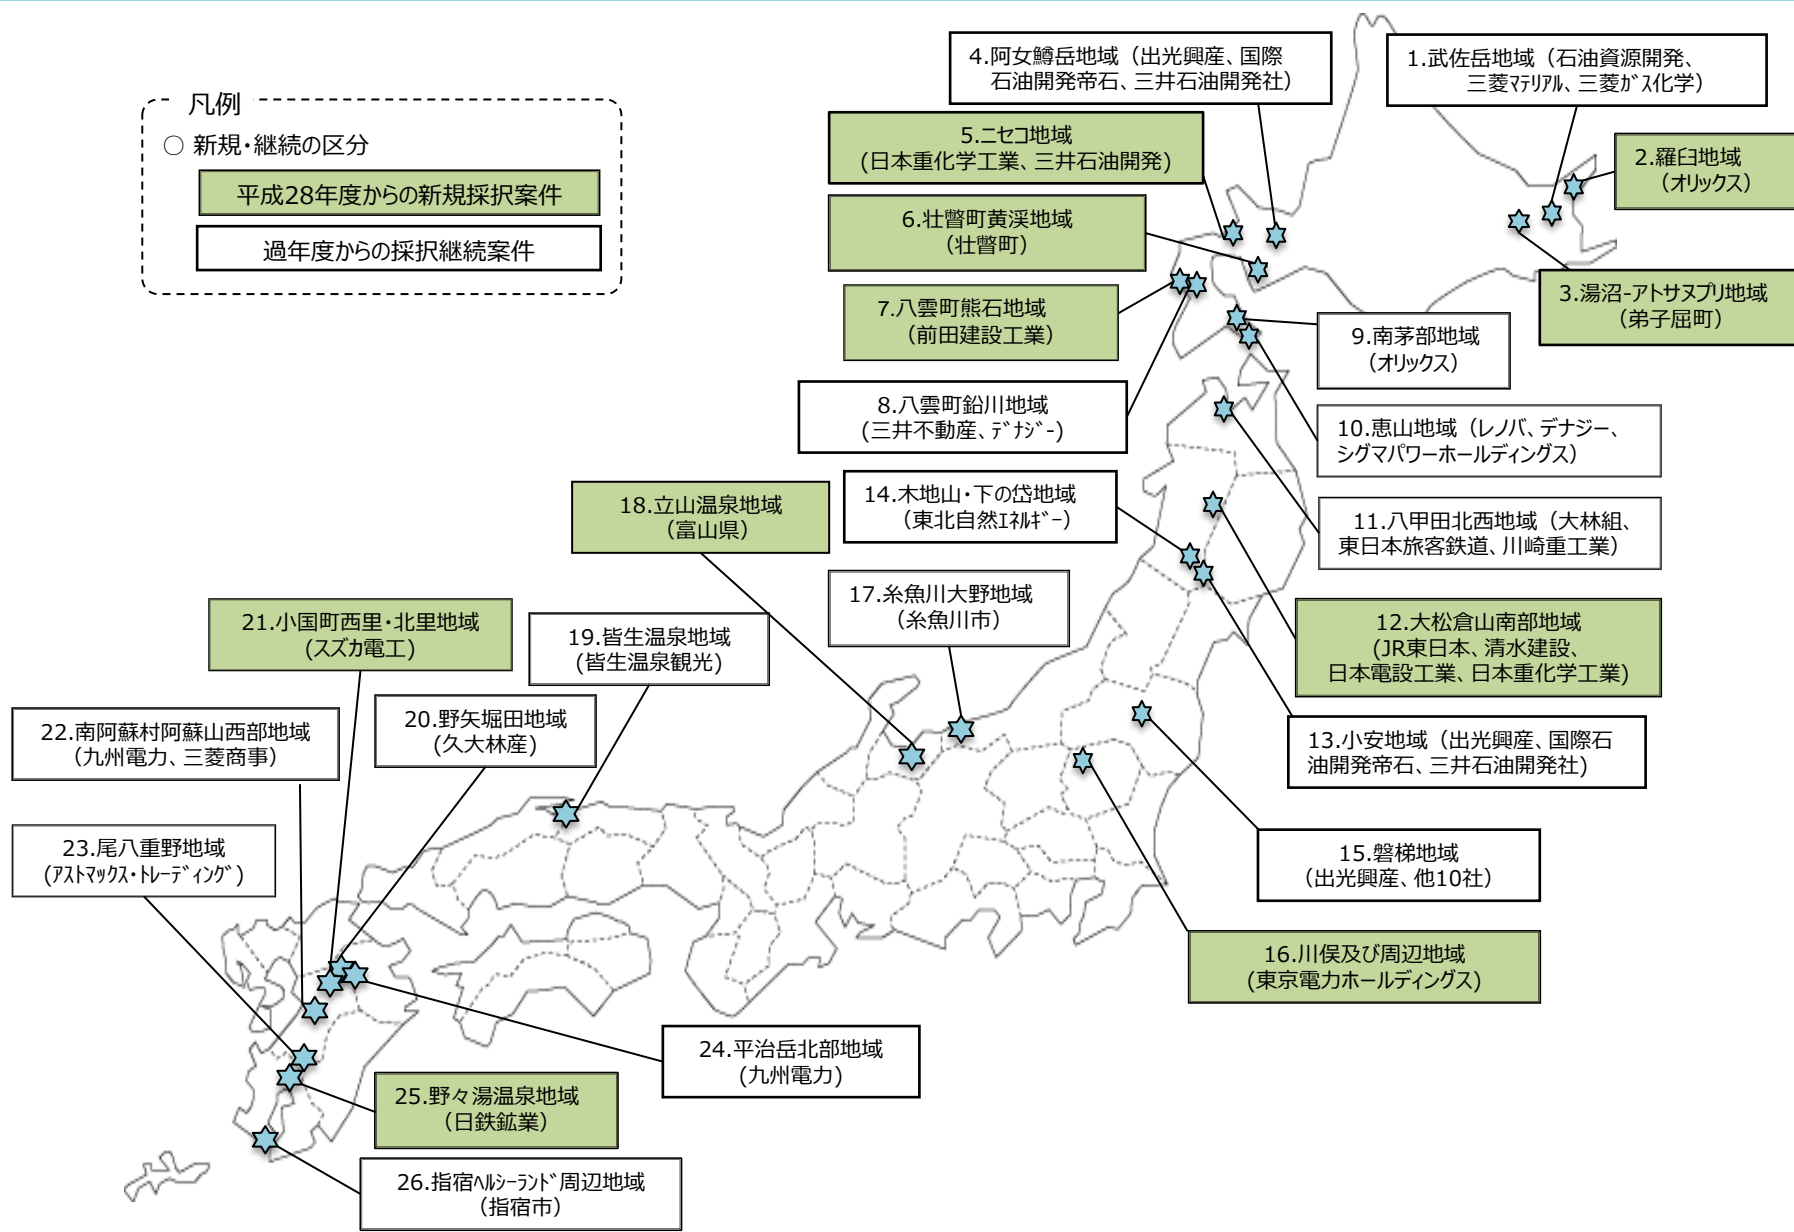 凡例
○ 新規・継続の区分
平成28年度からの新規採択案件
過年度からの採択継続案件
1.武佐岳地域（石油資源開発、
三菱ﾏﾃﾘｱﾙ、三菱ｶﾞｽ化学）
2.羅臼地域
（オリックス）
3.湯沼-アトサヌプリ地域
（弟子屈町）
4.阿女鱒岳地域（出光興産、国際
石油開発帝石、三井石油開発社）
5.ニセコ地域
(日本重化学工業、三井石油開発)
6.壮瞥町黄渓地域
（壮瞥町）
7.八雲町熊石地域
（前田建設工業）
8.八雲町鉛川地域
(三井不動産、ﾃﾞﾅｼﾞｰ)
9.南茅部地域
（オリックス）
10.恵山地域（レノバ、デナジー、
シグマパワーホールディングス）
11.八甲田北西地域（大林組、
東日本旅客鉄道、川崎重工業）
12.大松倉山南部地域
(JR東日本、清水建設、
日本電設工業、日本重化学工業)
13.小安地域（出光興産、国際石
油開発帝石、三井石油開発社）
14.木地山・下の岱地域
（東北自然ｴﾈﾙｷﾞｰ）
15.磐梯地域
（出光興産、他10社）
16.川俣及び周辺地域
(東京電力ホールディングス)
17.糸魚川大野地域
（糸魚川市）
18.立山温泉地域
（富山県）
19.皆生温泉地域
(皆生温泉観光)
20.野矢堀田地域
（久大林産）
21.小国町西里・北里地域
(スズカ電工)
22.南阿蘇村阿蘇山西部地域
（九州電力、三菱商事）
23.尾八重野地域
(ｱｽﾄﾏｯｸｽ・ﾄﾚｰﾃﾞｨﾝｸﾞ)
24.平治岳北部地域
(九州電力)
25.野々湯温泉地域
（日鉄鉱業）
26.指宿ﾍﾙｼｰﾗﾝﾄﾞ周辺地域
（指宿市）